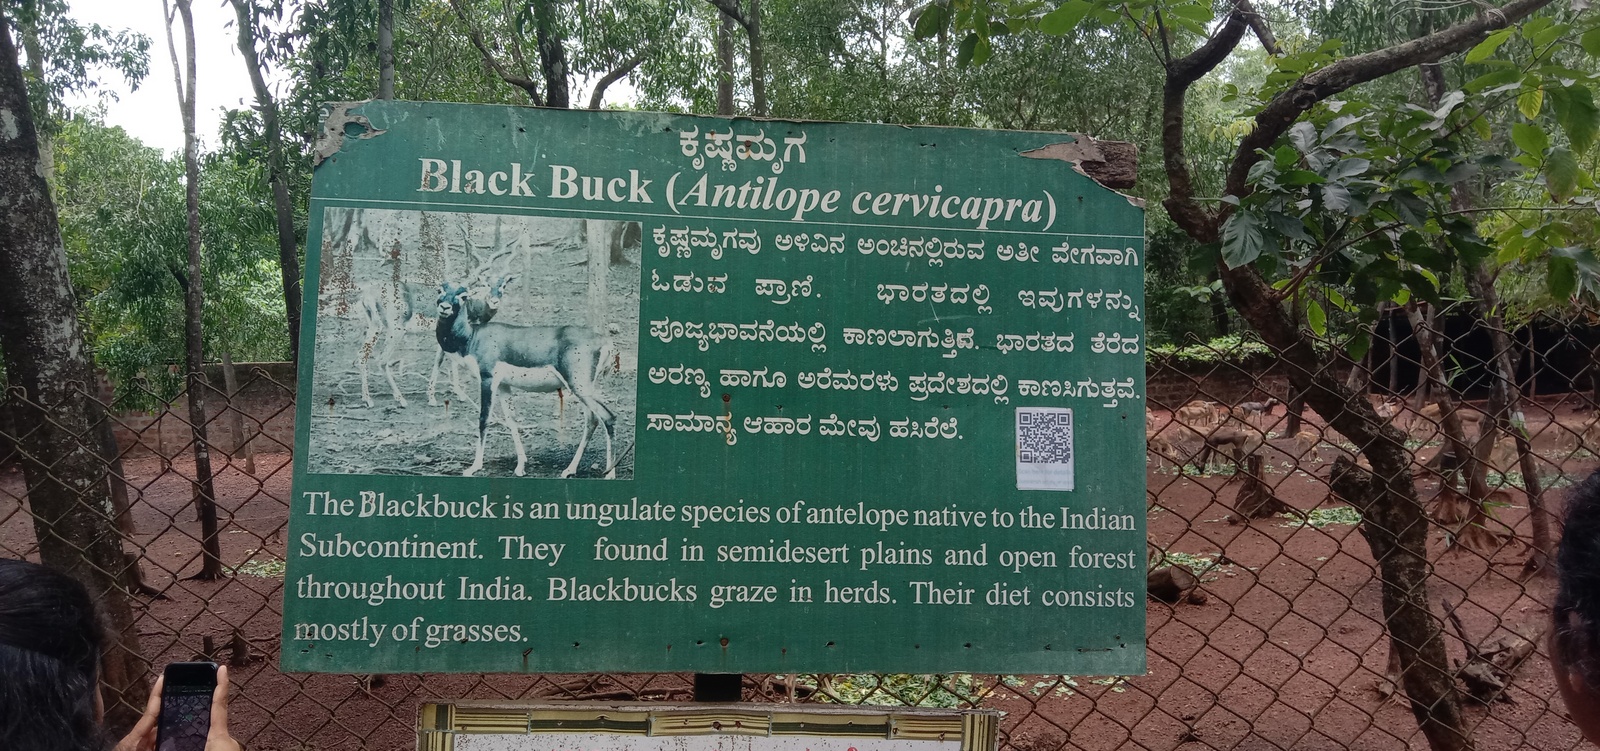 ಕೃಷ್ಣಮೃಗ
Black Buck (Antilope cervicapra)
ಕೃಷ್ಣಮೃಗವು ಅಳಿವಿನ ಅಂಚಿನಲ್ಲಿರುವ ಅತೀ ವೇಗವಾಗಿ
ಓಡುವ ಪ್ರಾಣಿ. ಭಾರತದಲ್ಲಿ ಇವುಗಳನ್ನು
ಪೂಜ್ಯಭಾವನೆಯಲ್ಲಿ ಕಾಣಲಾಗುತ್ತಿದೆ. ಭಾರತದ ತೆರೆದ
ಅರಣ್ಯ ಹಾಗೂ ಅರೆಮರಳು ಪ್ರದೇಶದಲ್ಲಿ ಕಾಣಸಿಗುತ್ತವೆ.
ಸಾಮಾನ್ಯ ಆಹಾರ ಮೇವು ಹಸಿರೆಲೆ.
The Blackbuck is an ungulate species of antelope native to the Indian
Subcontinent. They found in semidesert plains and open forest
throughout India. Blackbucks graze in herds. Their diet consists
mostly of grasses.